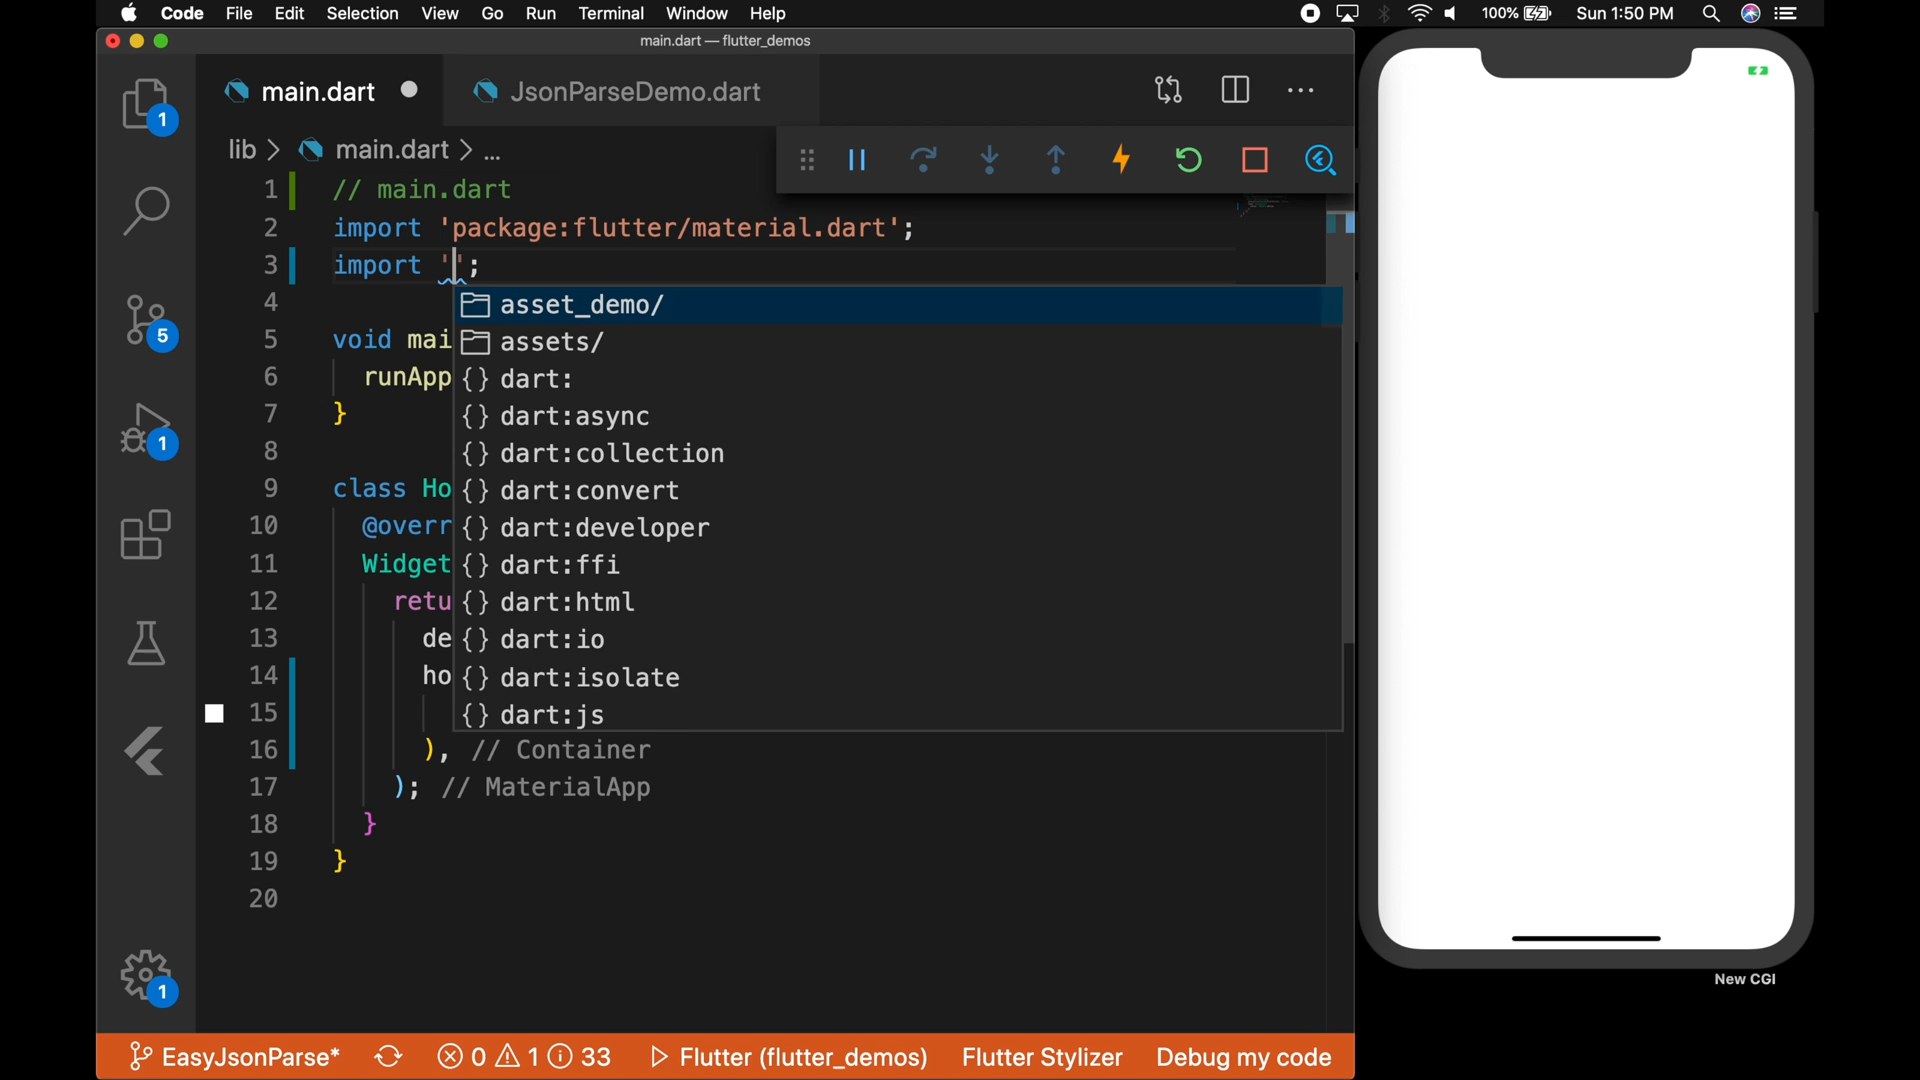 Code File Edit Selection View Go Run Terminal Window Help 100% Sun 1:50 PM
main.dart — flutter_demos
main.dart JsonParseDemo.dart
1
lib > main.dart > ...
1 // main.dart
2 import 'package:flutter/material.dart';
3 import '';
4
asset_demo/
5 void mai
assets/
6 runApp
{} dart:
7 }
{} dart:async
8
{} dart:collection
9 class Ho
{} dart:convert
10 @overr
{} dart:developer
11 Widget
{} dart:ffi
12 retu
{} dart:html
13 de
{} dart:io
14 ho
{} dart:isolate
15
{} dart:js
16 ), // Container
17 ); // MaterialApp
18 }
19 }
20
5
1
1
New CGI
EasyJsonParse* 0 1 33 Flutter (flutter_demos) Flutter Stylizer Debug my code